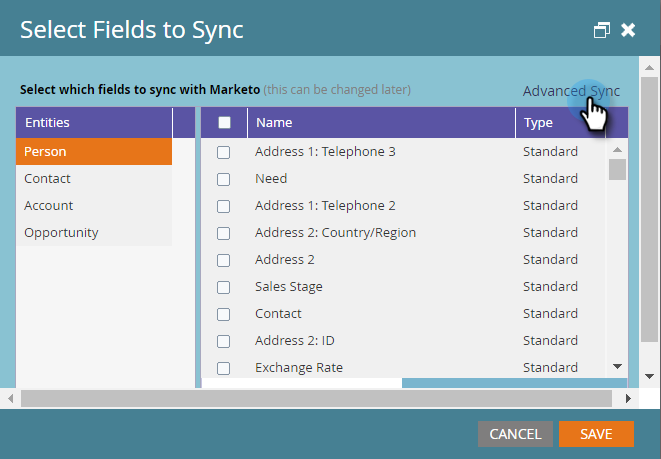 Select Fields to Sync
Select which fields to sync with Marketo (this can be changed later) Advanced Sync
Entities Name Type
Person Address 1: Telephone 3 Standard
Contact Need Standard
Account Address 1: Telephone 2 Standard
Opportunity Address 2: Country/Region Standard
Address 2 Standard
Sales Stage Standard
Contact Standard
Address 2: ID Standard
Exchange Rate Standard
CANCEL SAVE